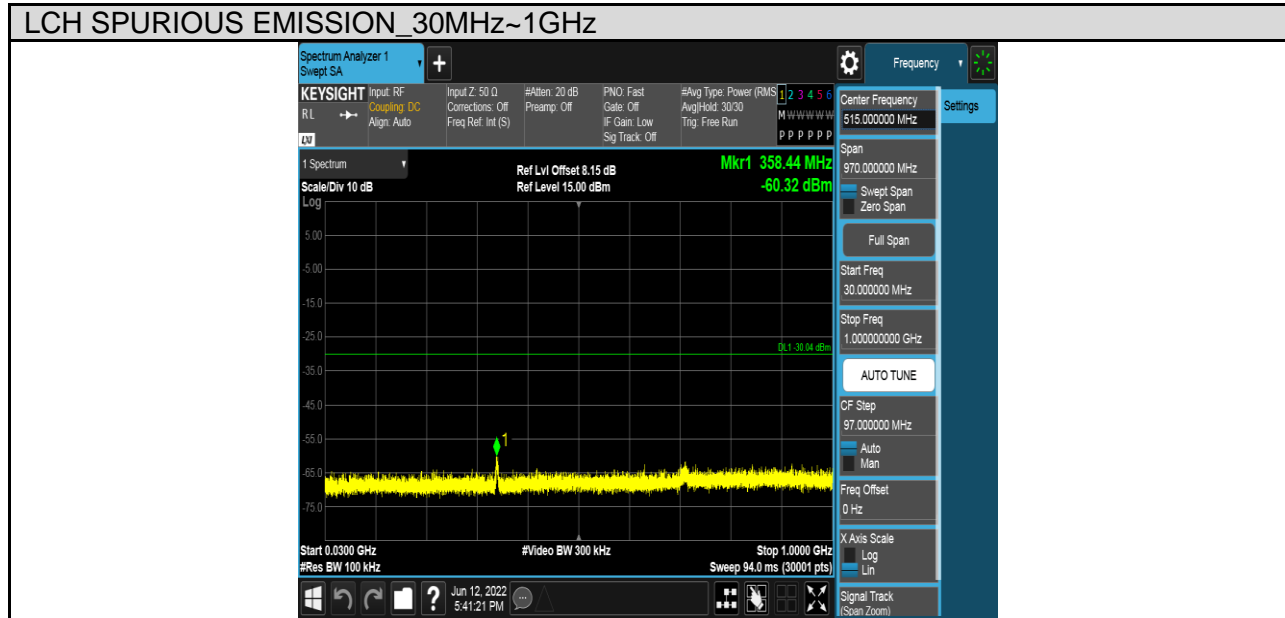 LCH SPURIOUS EMISSION_30MHz~1GHz
Spectrum Analyzer 1
Swept SA
+
Frequency
KEYSIGHT
RL
LXI
Input: RF
Coupling: DC
Align: Auto
Input Z: 50 Ω
Corrections: Off
Freq Ref: Int (S)
#Atten: 20 dB
Preamp: Off
PNO: Fast
Gate: Off
IF Gain: Low
Sig Track: Off
#Avg Type: Power (RMS
Avg|Hold: 30/30
Trig: Free Run
1 2 3 4 5 6
M W W W W W
P P P P P P
1 Spectrum
Scale/Div 10 dB
Ref Lvl Offset 8.15 dB
Ref Level 15.00 dBm
Mkr1 358.44 MHz
-60.32 dBm
Log
5.00
-5.00
-15.0
-25.0
DL1 -30.04 dBm
-35.0
-45.0
-55.0
1
-65.0
-75.0
Start 0.0300 GHz
#Res BW 100 kHz
#Video BW 300 kHz
Stop 1.0000 GHz
Sweep 94.0 ms (30001 pts)
?
Jun 12, 2022
5:41:21 PM
Center Frequency
515.000000 MHz
Settings
Span
970.000000 MHz
Swept Span
Zero Span
Full Span
Start Freq
30.000000 MHz
Stop Freq
1.000000000 GHz
AUTO TUNE
CF Step
97.000000 MHz
Auto
Man
Freq Offset
0 Hz
X Axis Scale
Log
Lin
Signal Track
(Span Zoom)